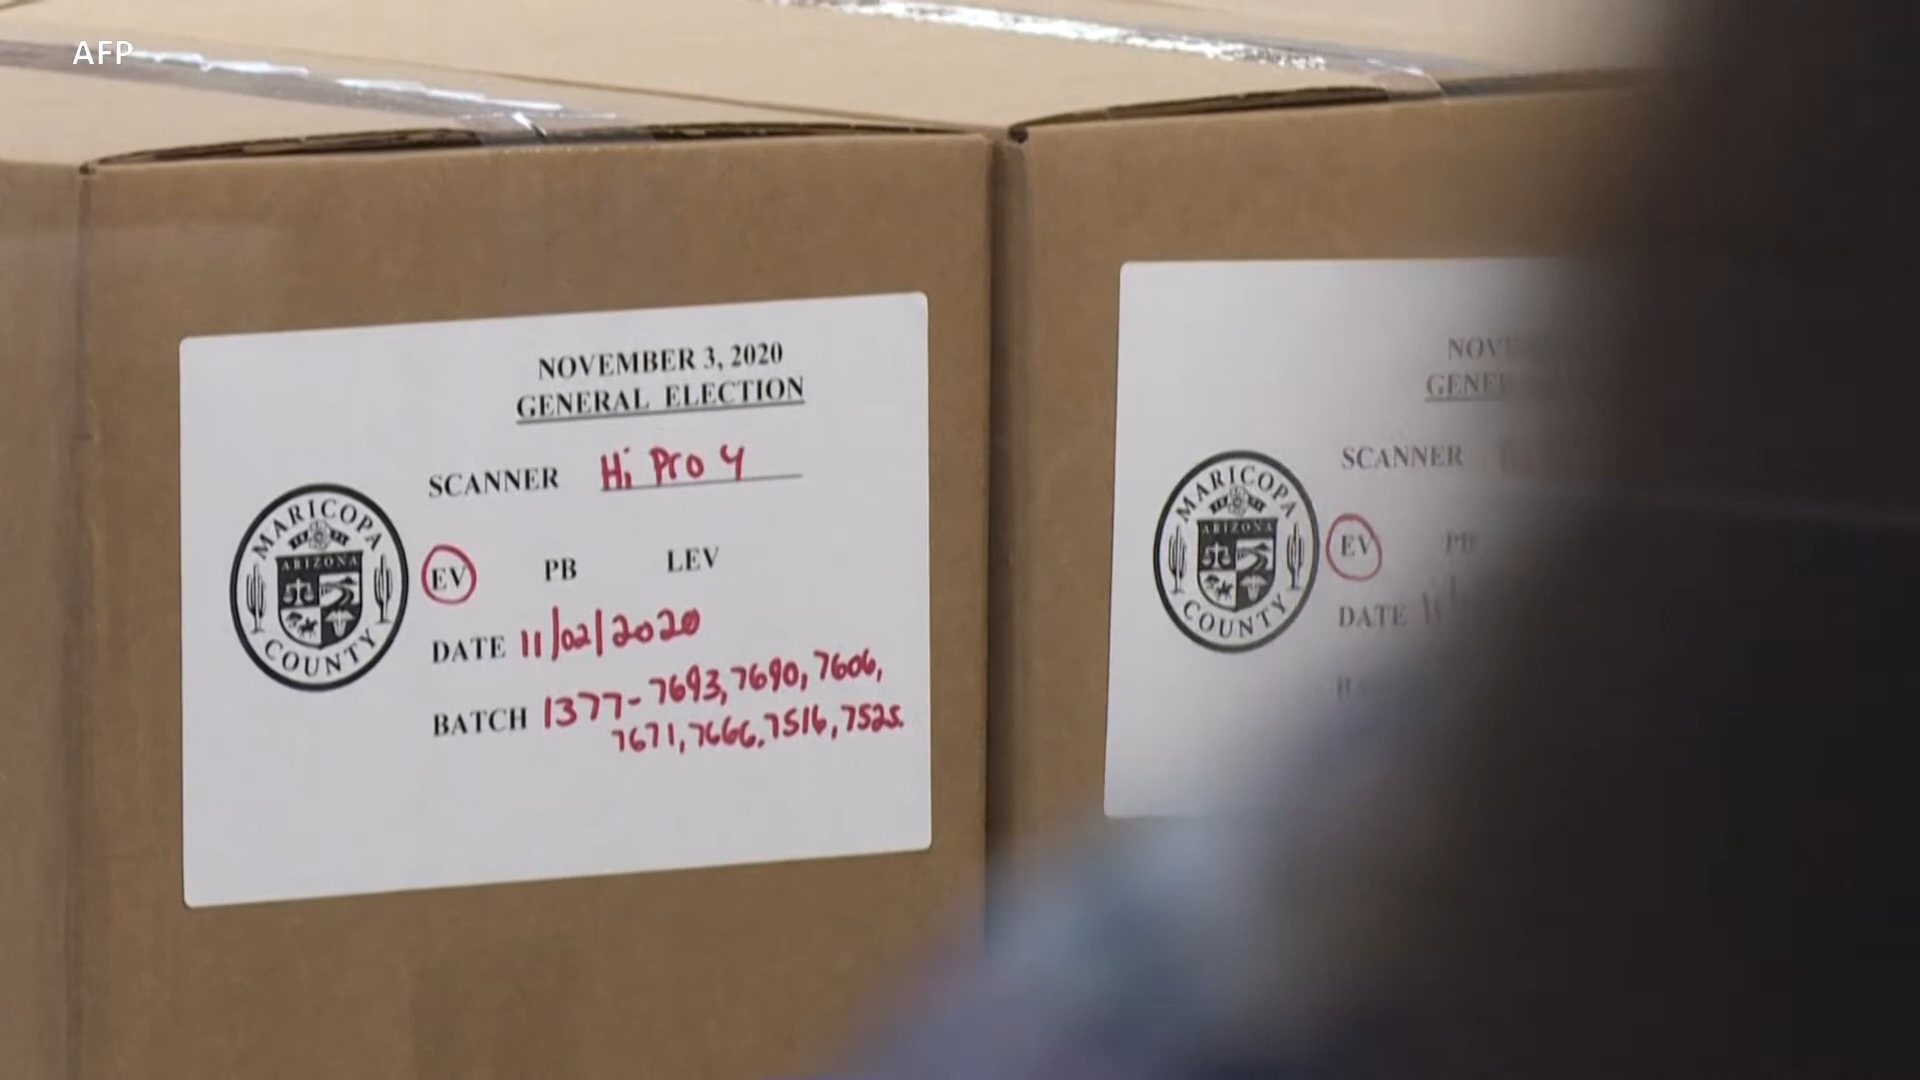 AFP
NOVEMBER 3, 2020
GENERAL ELECTION
SCANNER Hi Pro 4
MARICOPA COUNTY
ARIZONA
EV PB LEV
DATE 11/02/2020
BATCH 1377-7693, 7690, 7606,
7671, 7666, 7516, 7525.
SCANNER
MARICOPA COUNTY
ARIZONA
EV PB
DATE